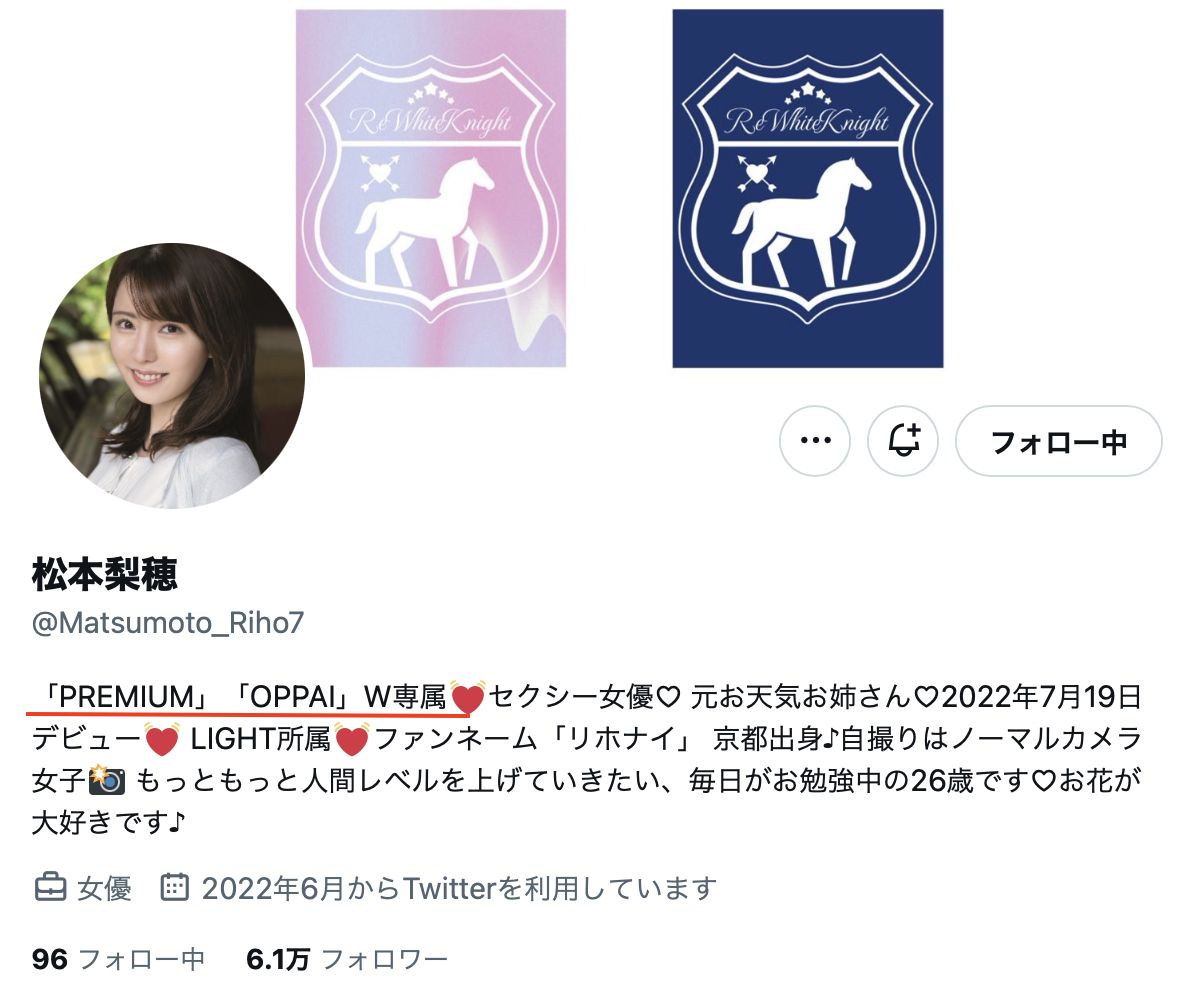 ReWhiteKnight
ReWhiteKnight
フォロー中
松本梨穂
@Matsumoto_Riho7
「PREMIUM」「OPPAI」W専属💓セクシー女優♡ 元お天気お姉さん♡2022年7月19日
デビュー💓 LIGHT所属💓ファンネーム「リホナイ」 京都出身♪自撮りはノーマルカメラ
女子📸 もっともっと人間レベルを上げていきたい、毎日がお勉強中の26歳です♡お花が
大好きです♪
女優 2022年6月からTwitterを利用しています
96 フォロー中 6.1万 フォロワー